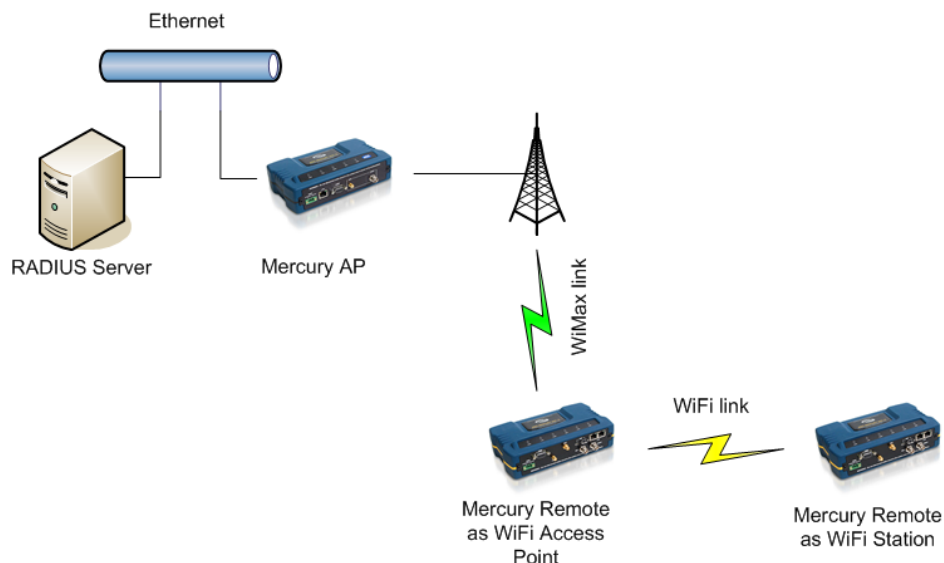 Ethernet
RADIUS Server
Mercury AP
WiMax link
WiFi link
Mercury Remote
as WiFi Access
Point
Mercury Remote
as WiFi Station